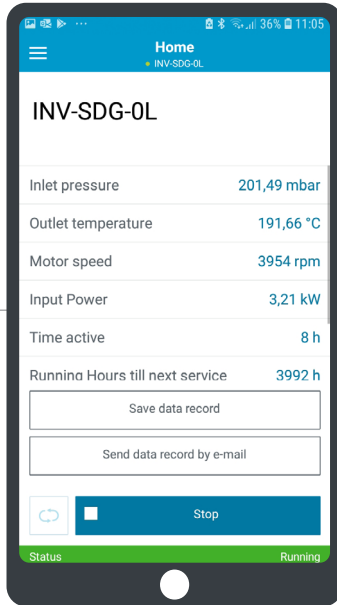 36% 11:05
Home
INV-SDG-0L
INV-SDG-0L
Inlet pressure 201,49 mbar
Outlet temperature 191,66 °C
Motor speed 3954 rpm
Input Power 3,21 kW
Time active 8 h
Running Hours till next service 3992 h
Save data record
Send data record by e-mail
Stop
Status Running